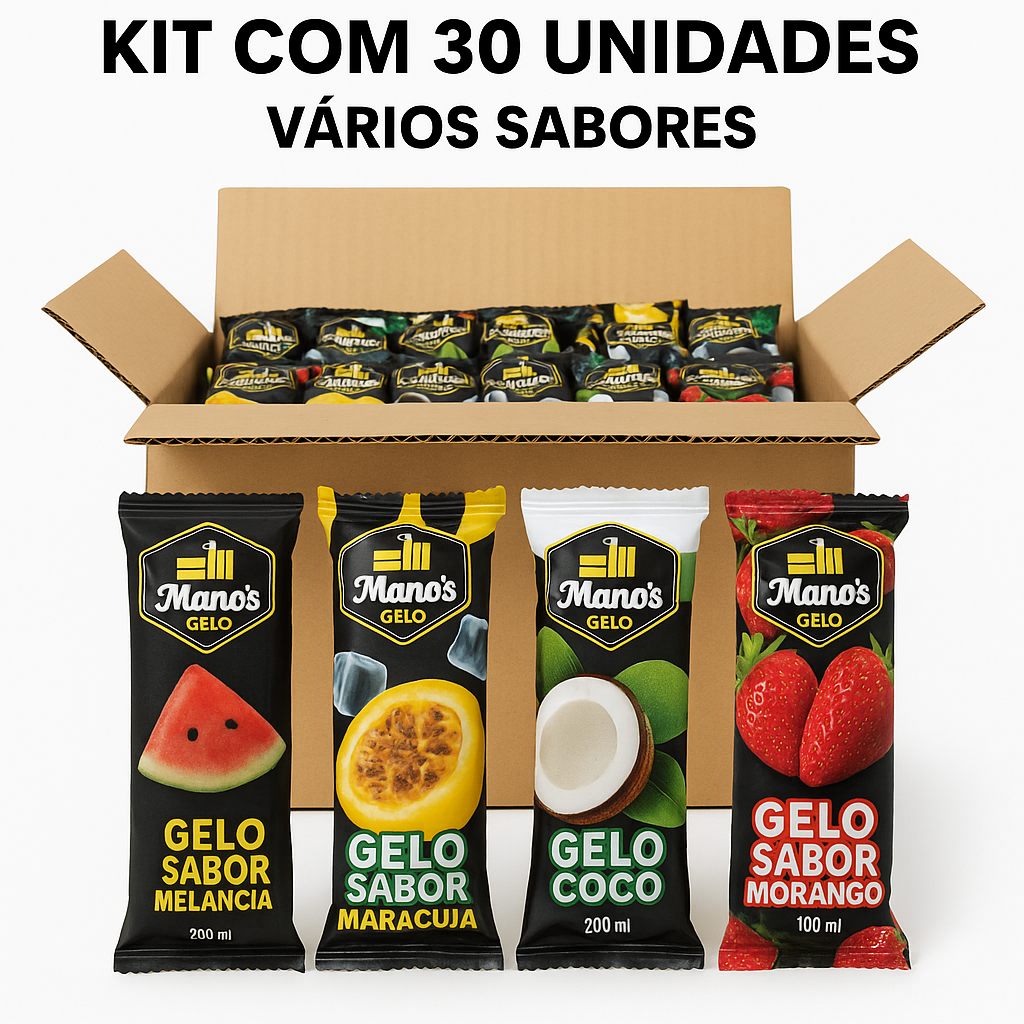 KIT COM 30 UNIDADES
VÁRIOS SABORES
Mano's
GELO
GELO
SABOR
MELANCIA
200 ml
Mano's
GELO
GELO
SABOR
MARACUJA
Mano's
GELO
GELO
COCO
200 ml
Mano's
GELO
GELO
SABOR
MORANGO
100 ml